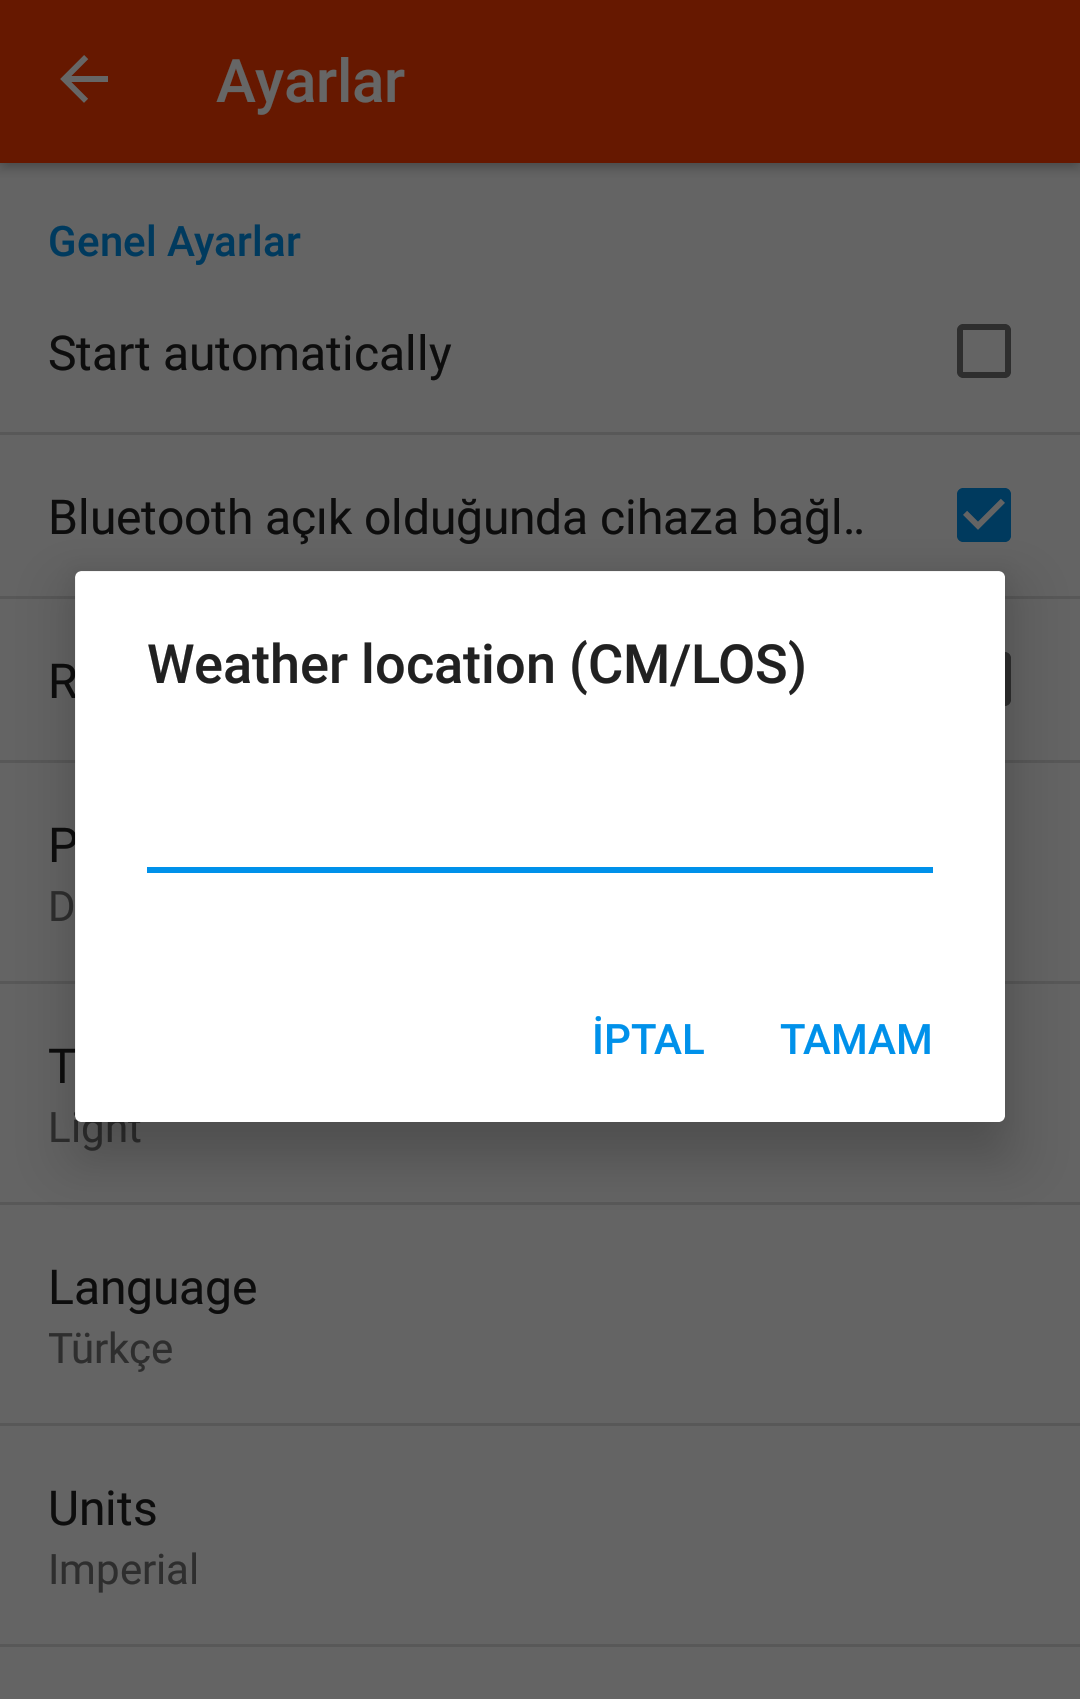 Ayarlar
Genel Ayarlar
Start automatically
Bluetooth açık olduğunda cihaza bağl..
Weather location (CM/LOS)
İPTAL TAMAM
Light
Language
Türkçe
Units
Imperial